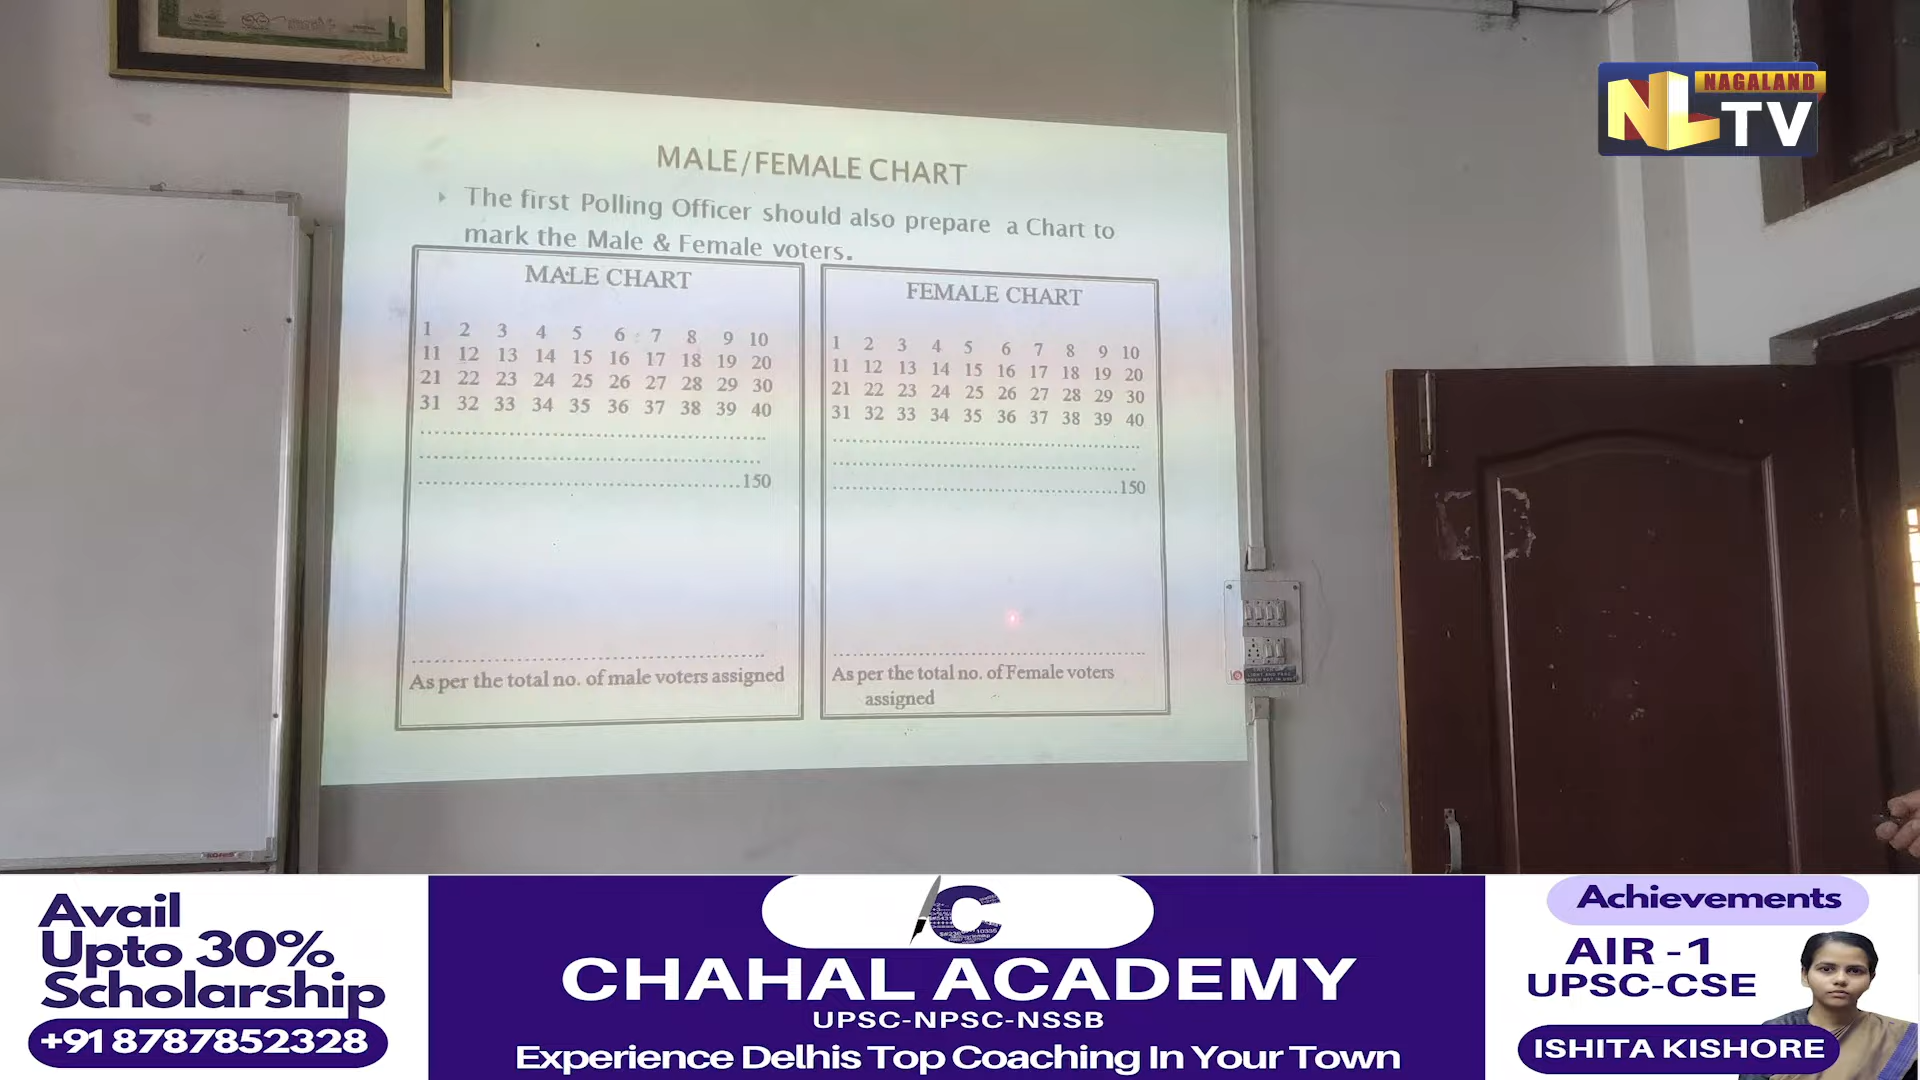 NAGALAND
NL TV
MALE/FEMALE CHART
The first Polling Officer should also prepare a Chart to
mark the Male & Female voters.
MALE CHART
1 2 3 4 5 6 7 8 9 10
11 12 13 14 15 16 17 18 19 20
21 22 23 24 25 26 27 28 29 30
31 32 33 34 35 36 37 38 39 40
150
As per the total no. of male voters assigned
FEMALE CHART
1 2 3 4 5 6 7 8 9 10
11 12 13 14 15 16 17 18 19 20
21 22 23 24 25 26 27 28 29 30
31 32 33 34 35 36 37 38 39 40
150
As per the total no. of Female voters
assigned
Avail
Upto 30%
Scholarship
+91 8787852328
C
CHAHAL ACADEMY
UPSC-NPSC-NSSB
Experience Delhis Top Coaching In Your Town
Achievements
AIR -1
UPSC-CSE
ISHITA KISHORE